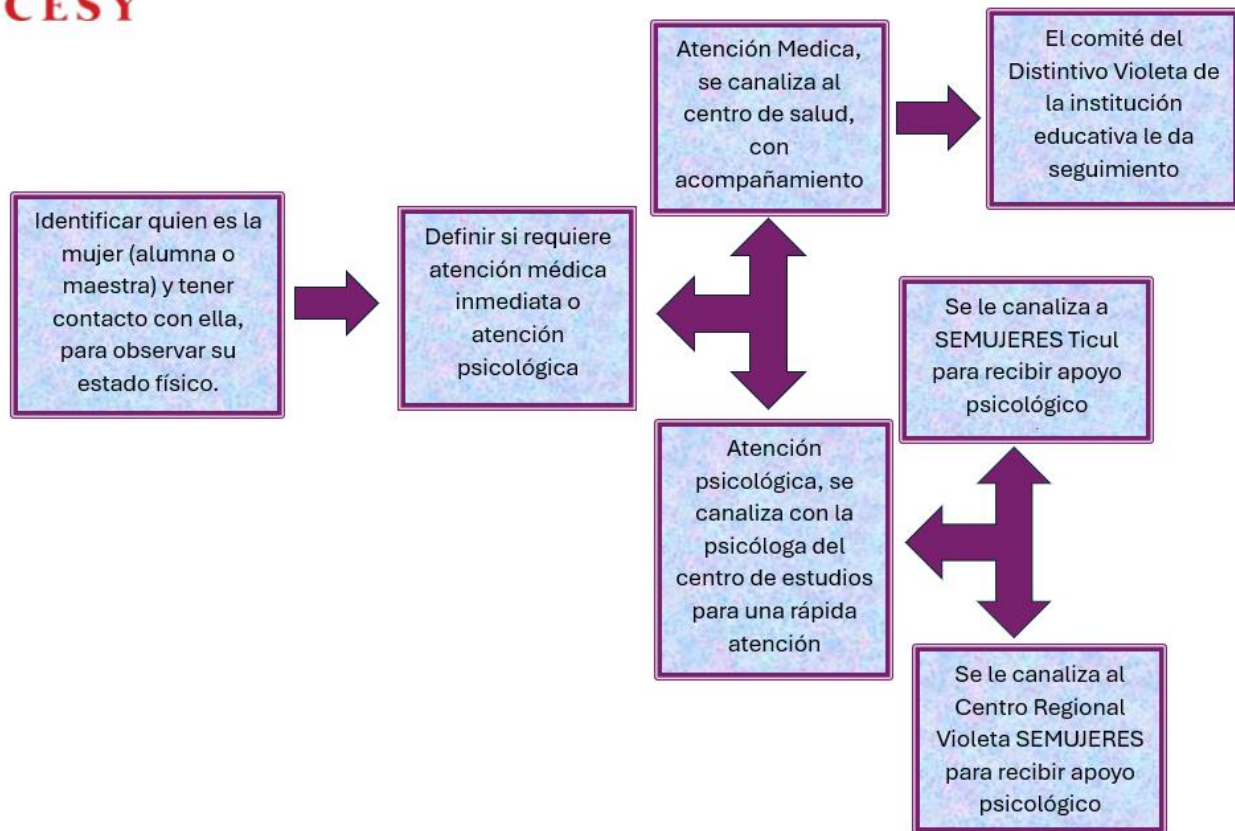 CESY
Identificar quien es la
mujer (alumna o
maestra) y tener
contacto con ella,
para observar su
estado físico.
Definir si requiere
atención médica
inmediata o
atención
psicológica
Atención Medica,
se canaliza al
centro de salud,
con
acompañamiento
El comité del
Distintivo Violeta de
la institución
educativa le da
seguimiento
Atención
psicológica, se
canaliza con la
psicóloga del
centro de estudios
para una rápida
atención
Se le canaliza a
SEMUJERES Ticul
para recibir apoyo
psicológico
.
Se le canaliza al
Centro Regional
Violeta SEMUJERES
para recibir apoyo
psicológico